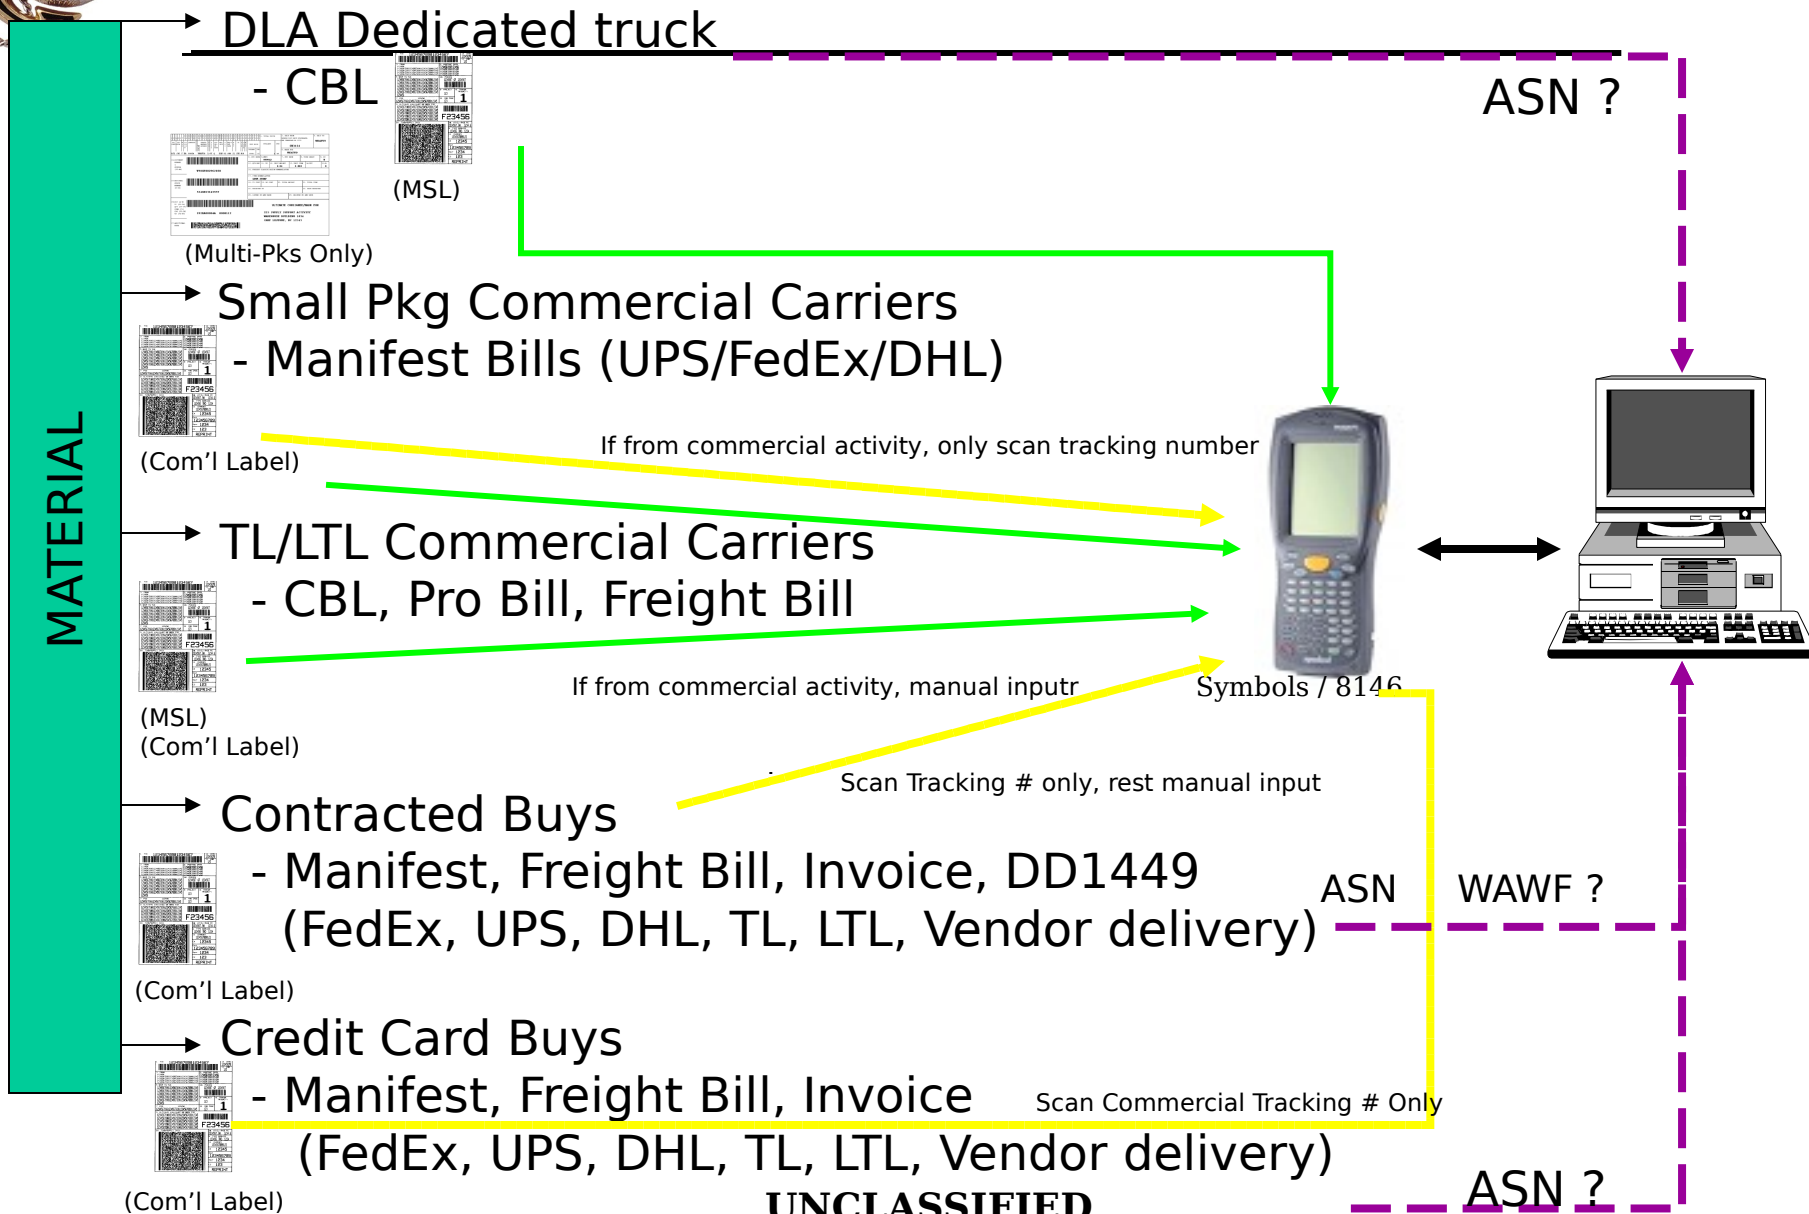 MATERIAL
DLA Dedicated truck
- CBL
ASN ?
(MSL)
(Multi-Pks Only)
Small Pkg Commercial Carriers
- Manifest Bills (UPS/FedEx/DHL)
If from commercial activity, only scan tracking number
(Com’l Label)
TL/LTL Commercial Carriers
- CBL, Pro Bill, Freight Bill
If from commercial activity, manual inputr
Symbols / 8146
(MSL)
(Com’l Label)
Scan Tracking # only, rest manual input
Contracted Buys
- Manifest, Freight Bill, Invoice, DD1449
ASN WAWF ?
(FedEx, UPS, DHL, TL, LTL, Vendor delivery)
(Com’l Label)
Credit Card Buys
- Manifest, Freight Bill, Invoice
Scan Commercial Tracking # Only
(FedEx, UPS, DHL, TL, LTL, Vendor delivery)
ASN ?
(Com’l Label)
UNCLASSIFIED